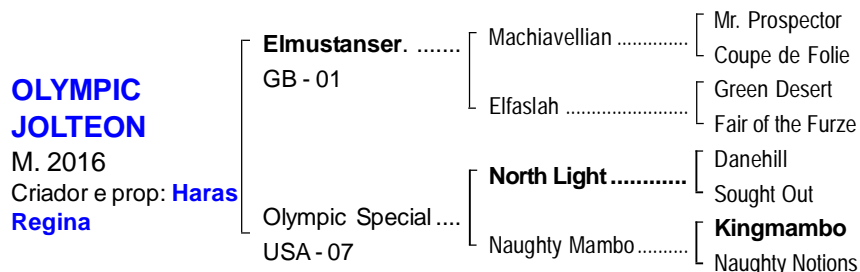 OLYMPIC
JOLTEON
M. 2016
Criador e prop: Haras
Regina
Elmustanser. .......
GB - 01
Olympic Special ....
USA - 07
Machiavellian ..............
Elfaslah ........................
North Light ............
Naughty Mambo ..........
Mr. Prospector
Coupe de Folie
Green Desert
Fair of the Furze
Danehill
Sought Out
Kingmambo
Naughty Notions